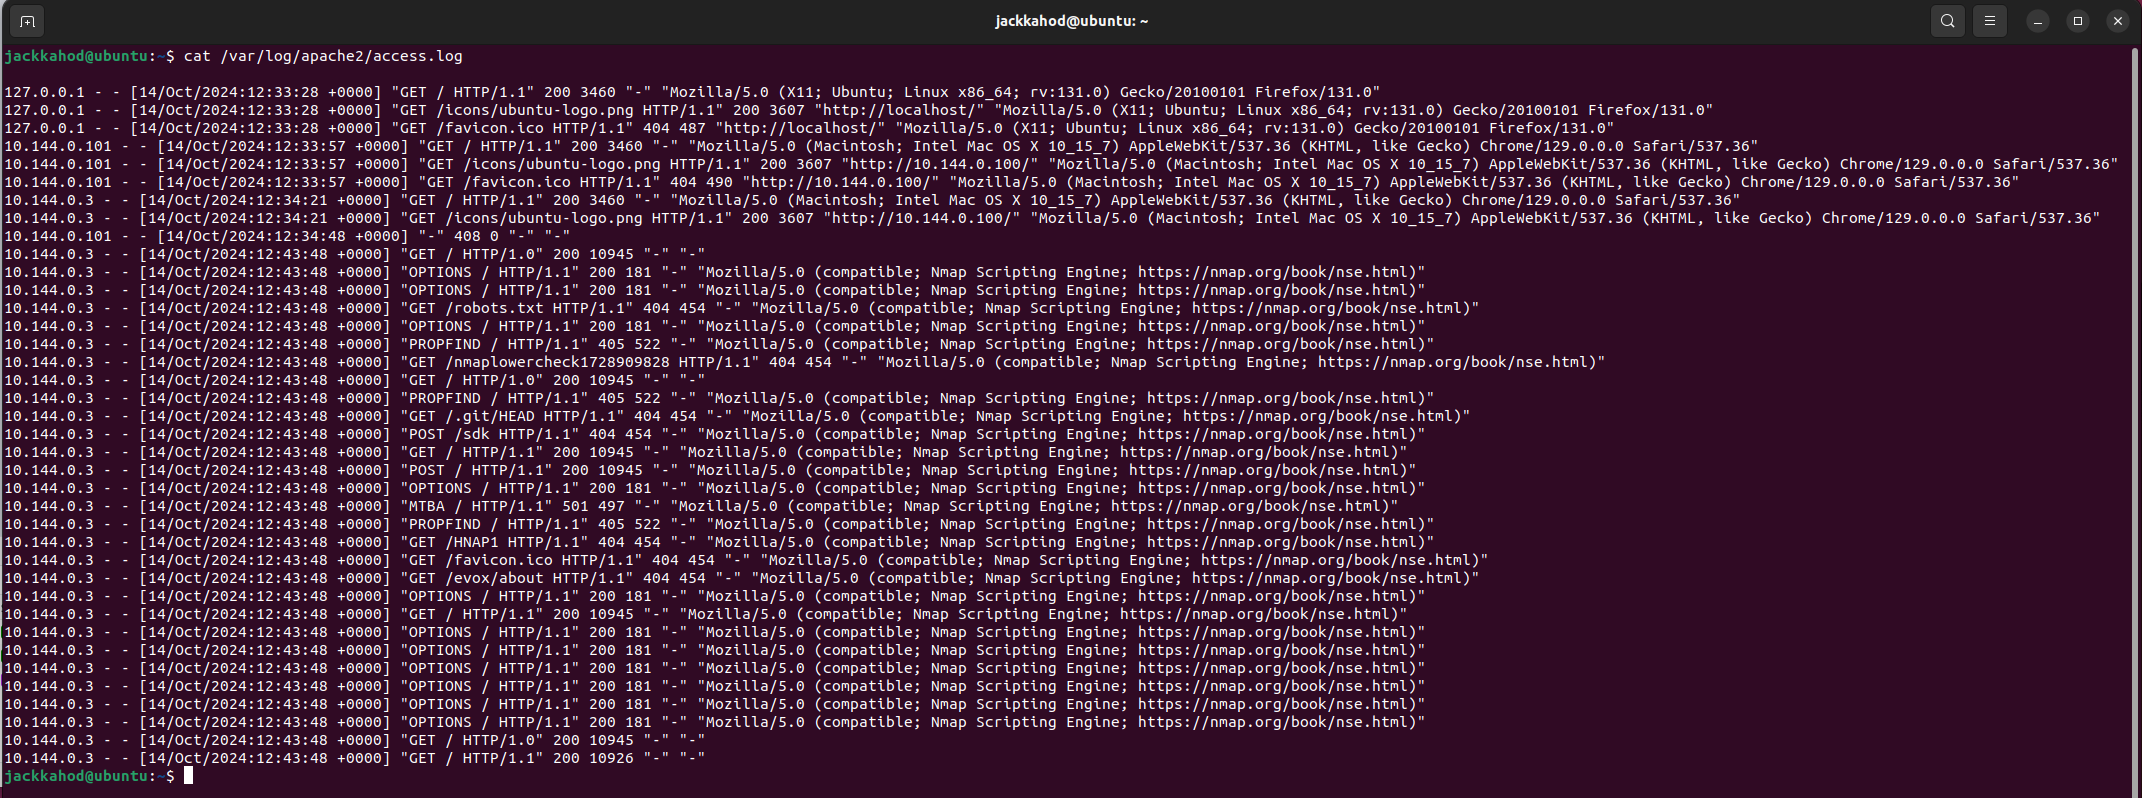 jackkahod@ubuntu: ~
jackkahod@ubuntu:~$ cat /var/log/apache2/access.log
127.0.0.1 - - [14/Oct/2024:12:33:28 +0000] "GET / HTTP/1.1" 200 3460 "-" "Mozilla/5.0 (X11; Ubuntu; Linux x86_64; rv:131.0) Gecko/20100101 Firefox/131.0"
127.0.0.1 - - [14/Oct/2024:12:33:28 +0000] "GET /icons/ubuntu-logo.png HTTP/1.1" 200 3607 "http://localhost/" "Mozilla/5.0 (X11; Ubuntu; Linux x86_64; rv:131.0) Gecko/20100101 Firefox/131.0"
127.0.0.1 - - [14/Oct/2024:12:33:28 +0000] "GET /favicon.ico HTTP/1.1" 404 487 "http://localhost/" "Mozilla/5.0 (X11; Ubuntu; Linux x86_64; rv:131.0) Gecko/20100101 Firefox/131.0"
10.144.0.101 - - [14/Oct/2024:12:33:57 +0000] "GET / HTTP/1.1" 200 3460 "-" "Mozilla/5.0 (Macintosh; Intel Mac OS X 10_15_7) AppleWebKit/537.36 (KHTML, like Gecko) Chrome/129.0.0.0 Safari/537.36"
10.144.0.101 - - [14/Oct/2024:12:33:57 +0000] "GET /icons/ubuntu-logo.png HTTP/1.1" 200 3607 "http://10.144.0.100/" "Mozilla/5.0 (Macintosh; Intel Mac OS X 10_15_7) AppleWebKit/537.36 (KHTML, like Gecko) Chrome/129.0.0.0 Safari/537.36"
10.144.0.101 - - [14/Oct/2024:12:33:57 +0000] "GET /favicon.ico HTTP/1.1" 404 490 "http://10.144.0.100/" "Mozilla/5.0 (Macintosh; Intel Mac OS X 10_15_7) AppleWebKit/537.36 (KHTML, like Gecko) Chrome/129.0.0.0 Safari/537.36"
10.144.0.3 - - [14/Oct/2024:12:34:21 +0000] "GET / HTTP/1.1" 200 3460 "-" "Mozilla/5.0 (Macintosh; Intel Mac OS X 10_15_7) AppleWebKit/537.36 (KHTML, like Gecko) Chrome/129.0.0.0 Safari/537.36"
10.144.0.3 - - [14/Oct/2024:12:34:21 +0000] "GET /icons/ubuntu-logo.png HTTP/1.1" 200 3607 "http://10.144.0.100/" "Mozilla/5.0 (Macintosh; Intel Mac OS X 10_15_7) AppleWebKit/537.36 (KHTML, like Gecko) Chrome/129.0.0.0 Safari/537.36"
10.144.0.101 - - [14/Oct/2024:12:34:48 +0000] "-" 408 0 "-" "-"
10.144.0.3 - - [14/Oct/2024:12:43:48 +0000] "GET / HTTP/1.0" 200 10945 "-" "-"
10.144.0.3 - - [14/Oct/2024:12:43:48 +0000] "OPTIONS / HTTP/1.1" 200 181 "-" "Mozilla/5.0 (compatible; Nmap Scripting Engine; https://nmap.org/book/nse.html)"
10.144.0.3 - - [14/Oct/2024:12:43:48 +0000] "OPTIONS / HTTP/1.1" 200 181 "-" "Mozilla/5.0 (compatible; Nmap Scripting Engine; https://nmap.org/book/nse.html)"
10.144.0.3 - - [14/Oct/2024:12:43:48 +0000] "GET /robots.txt HTTP/1.1" 404 454 "-" "Mozilla/5.0 (compatible; Nmap Scripting Engine; https://nmap.org/book/nse.html)"
10.144.0.3 - - [14/Oct/2024:12:43:48 +0000] "OPTIONS / HTTP/1.1" 200 181 "-" "Mozilla/5.0 (compatible; Nmap Scripting Engine; https://nmap.org/book/nse.html)"
10.144.0.3 - - [14/Oct/2024:12:43:48 +0000] "PROPFIND / HTTP/1.1" 405 522 "-" "Mozilla/5.0 (compatible; Nmap Scripting Engine; https://nmap.org/book/nse.html)"
10.144.0.3 - - [14/Oct/2024:12:43:48 +0000] "GET /nmaplowercheck1728909828 HTTP/1.1" 404 454 "-" "Mozilla/5.0 (compatible; Nmap Scripting Engine; https://nmap.org/book/nse.html)"
10.144.0.3 - - [14/Oct/2024:12:43:48 +0000] "GET / HTTP/1.0" 200 10945 "-" "-"
10.144.0.3 - - [14/Oct/2024:12:43:48 +0000] "PROPFIND / HTTP/1.1" 405 522 "-" "Mozilla/5.0 (compatible; Nmap Scripting Engine; https://nmap.org/book/nse.html)"
10.144.0.3 - - [14/Oct/2024:12:43:48 +0000] "GET /.git/HEAD HTTP/1.1" 404 454 "-" "Mozilla/5.0 (compatible; Nmap Scripting Engine; https://nmap.org/book/nse.html)"
10.144.0.3 - - [14/Oct/2024:12:43:48 +0000] "POST /sdk HTTP/1.1" 404 454 "-" "Mozilla/5.0 (compatible; Nmap Scripting Engine; https://nmap.org/book/nse.html)"
10.144.0.3 - - [14/Oct/2024:12:43:48 +0000] "GET / HTTP/1.1" 200 10945 "-" "Mozilla/5.0 (compatible; Nmap Scripting Engine; https://nmap.org/book/nse.html)"
10.144.0.3 - - [14/Oct/2024:12:43:48 +0000] "POST / HTTP/1.1" 200 10945 "-" "Mozilla/5.0 (compatible; Nmap Scripting Engine; https://nmap.org/book/nse.html)"
10.144.0.3 - - [14/Oct/2024:12:43:48 +0000] "OPTIONS / HTTP/1.1" 200 181 "-" "Mozilla/5.0 (compatible; Nmap Scripting Engine; https://nmap.org/book/nse.html)"
10.144.0.3 - - [14/Oct/2024:12:43:48 +0000] "MTBA / HTTP/1.1" 501 497 "-" "Mozilla/5.0 (compatible; Nmap Scripting Engine; https://nmap.org/book/nse.html)"
10.144.0.3 - - [14/Oct/2024:12:43:48 +0000] "PROPFIND / HTTP/1.1" 405 522 "-" "Mozilla/5.0 (compatible; Nmap Scripting Engine; https://nmap.org/book/nse.html)"
10.144.0.3 - - [14/Oct/2024:12:43:48 +0000] "GET /HNAP1 HTTP/1.1" 404 454 "-" "Mozilla/5.0 (compatible; Nmap Scripting Engine; https://nmap.org/book/nse.html)"
10.144.0.3 - - [14/Oct/2024:12:43:48 +0000] "GET /favicon.ico HTTP/1.1" 404 454 "-" "Mozilla/5.0 (compatible; Nmap Scripting Engine; https://nmap.org/book/nse.html)"
10.144.0.3 - - [14/Oct/2024:12:43:48 +0000] "GET /evox/about HTTP/1.1" 404 454 "-" "Mozilla/5.0 (compatible; Nmap Scripting Engine; https://nmap.org/book/nse.html)"
10.144.0.3 - - [14/Oct/2024:12:43:48 +0000] "OPTIONS / HTTP/1.1" 200 181 "-" "Mozilla/5.0 (compatible; Nmap Scripting Engine; https://nmap.org/book/nse.html)"
10.144.0.3 - - [14/Oct/2024:12:43:48 +0000] "GET / HTTP/1.1" 200 10945 "-" "Mozilla/5.0 (compatible; Nmap Scripting Engine; https://nmap.org/book/nse.html)"
10.144.0.3 - - [14/Oct/2024:12:43:48 +0000] "OPTIONS / HTTP/1.1" 200 181 "-" "Mozilla/5.0 (compatible; Nmap Scripting Engine; https://nmap.org/book/nse.html)"
10.144.0.3 - - [14/Oct/2024:12:43:48 +0000] "OPTIONS / HTTP/1.1" 200 181 "-" "Mozilla/5.0 (compatible; Nmap Scripting Engine; https://nmap.org/book/nse.html)"
10.144.0.3 - - [14/Oct/2024:12:43:48 +0000] "OPTIONS / HTTP/1.1" 200 181 "-" "Mozilla/5.0 (compatible; Nmap Scripting Engine; https://nmap.org/book/nse.html)"
10.144.0.3 - - [14/Oct/2024:12:43:48 +0000] "OPTIONS / HTTP/1.1" 200 181 "-" "Mozilla/5.0 (compatible; Nmap Scripting Engine; https://nmap.org/book/nse.html)"
10.144.0.3 - - [14/Oct/2024:12:43:48 +0000] "OPTIONS / HTTP/1.1" 200 181 "-" "Mozilla/5.0 (compatible; Nmap Scripting Engine; https://nmap.org/book/nse.html)"
10.144.0.3 - - [14/Oct/2024:12:43:48 +0000] "OPTIONS / HTTP/1.1" 200 181 "-" "Mozilla/5.0 (compatible; Nmap Scripting Engine; https://nmap.org/book/nse.html)"
10.144.0.3 - - [14/Oct/2024:12:43:48 +0000] "GET / HTTP/1.0" 200 10945 "-" "-"
10.144.0.3 - - [14/Oct/2024:12:43:48 +0000] "GET / HTTP/1.1" 200 10926 "-" "-"
jackkahod@ubuntu:~$